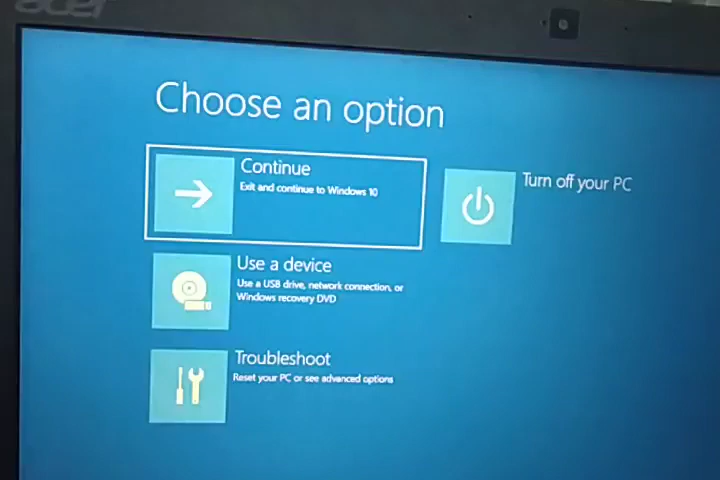 acer
Choose an option
Continue
Exit and continue to Windows 10
Turn off your PC
Use a device
Use a USB drive, network connection, or
Windows recovery DVD
Troubleshoot
Reset your PC or see advanced options